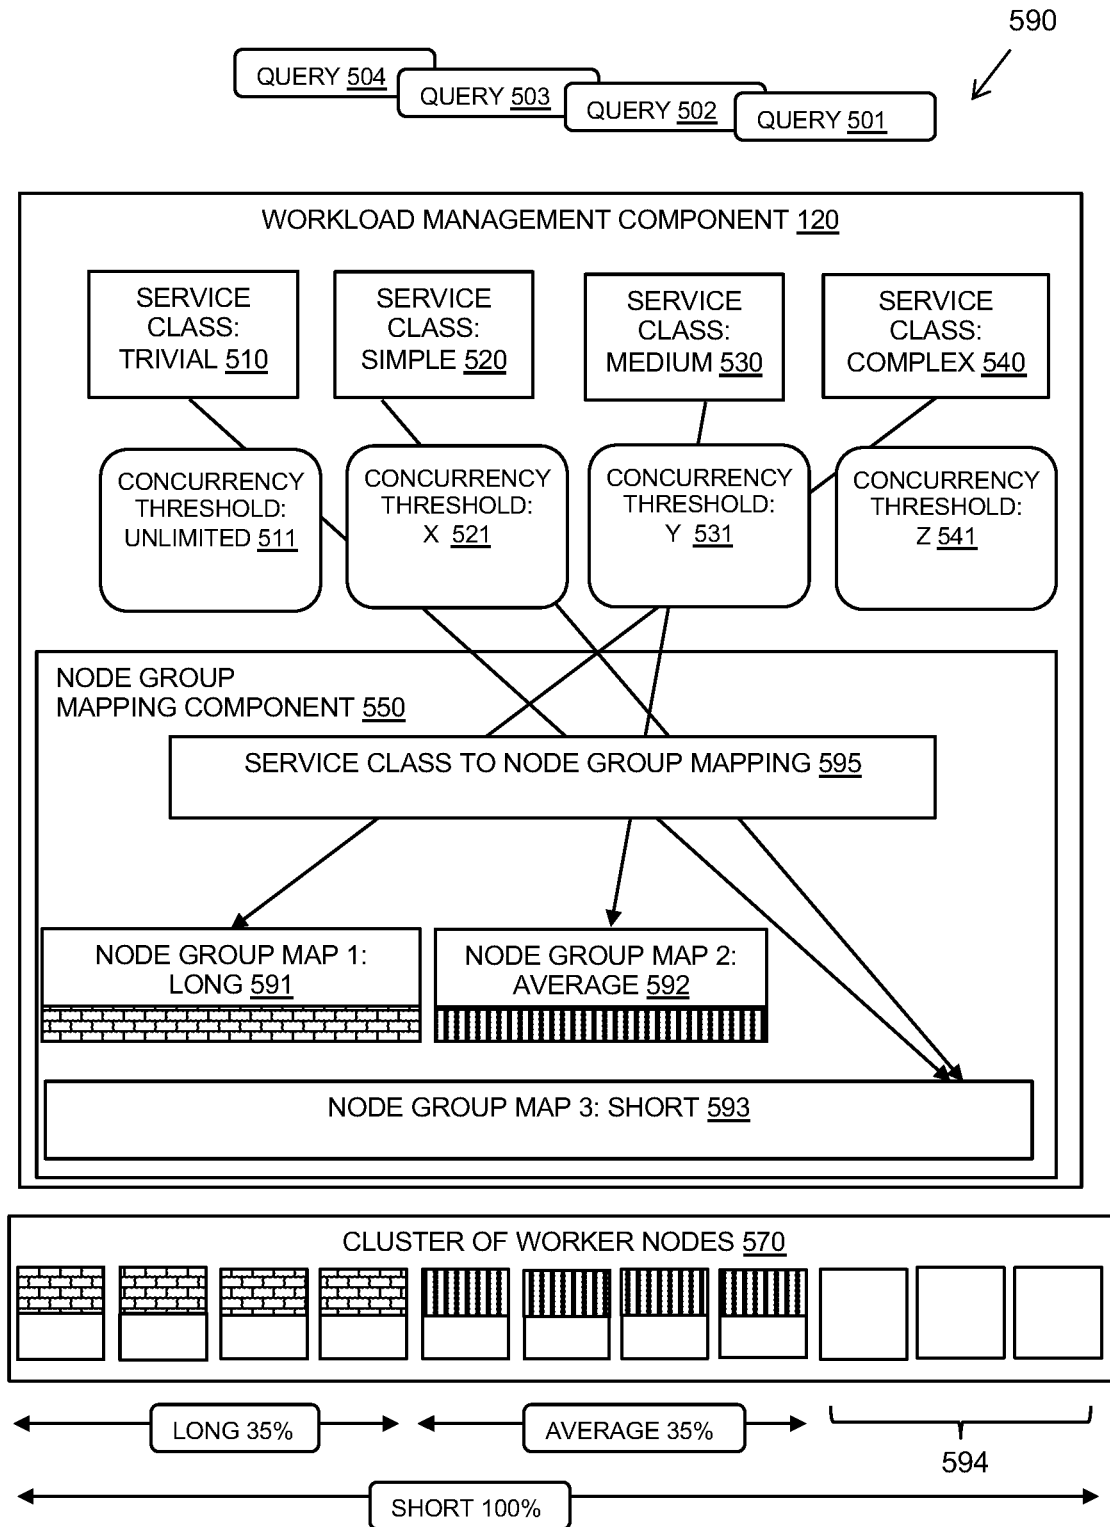 590
QUERY 504
QUERY 503
QUERY 502
QUERY 501
WORKLOAD MANAGEMENT COMPONENT 120
SERVICE
CLASS:
TRIVIAL 510
SERVICE
CLASS:
SIMPLE 520
SERVICE
CLASS:
MEDIUM 530
SERVICE
CLASS:
COMPLEX 540
CONCURRENCY
THRESHOLD:
UNLIMITED 511
CONCURRENCY
THRESHOLD:
X 521
CONCURRENCY
THRESHOLD:
Y 531
CONCURRENCY
THRESHOLD:
Z 541
NODE GROUP
MAPPING COMPONENT 550
SERVICE CLASS TO NODE GROUP MAPPING 595
NODE GROUP MAP 1:
LONG 591
NODE GROUP MAP 2:
AVERAGE 592
NODE GROUP MAP 3: SHORT 593
CLUSTER OF WORKER NODES 570
LONG 35%
AVERAGE 35%
594
SHORT 100%